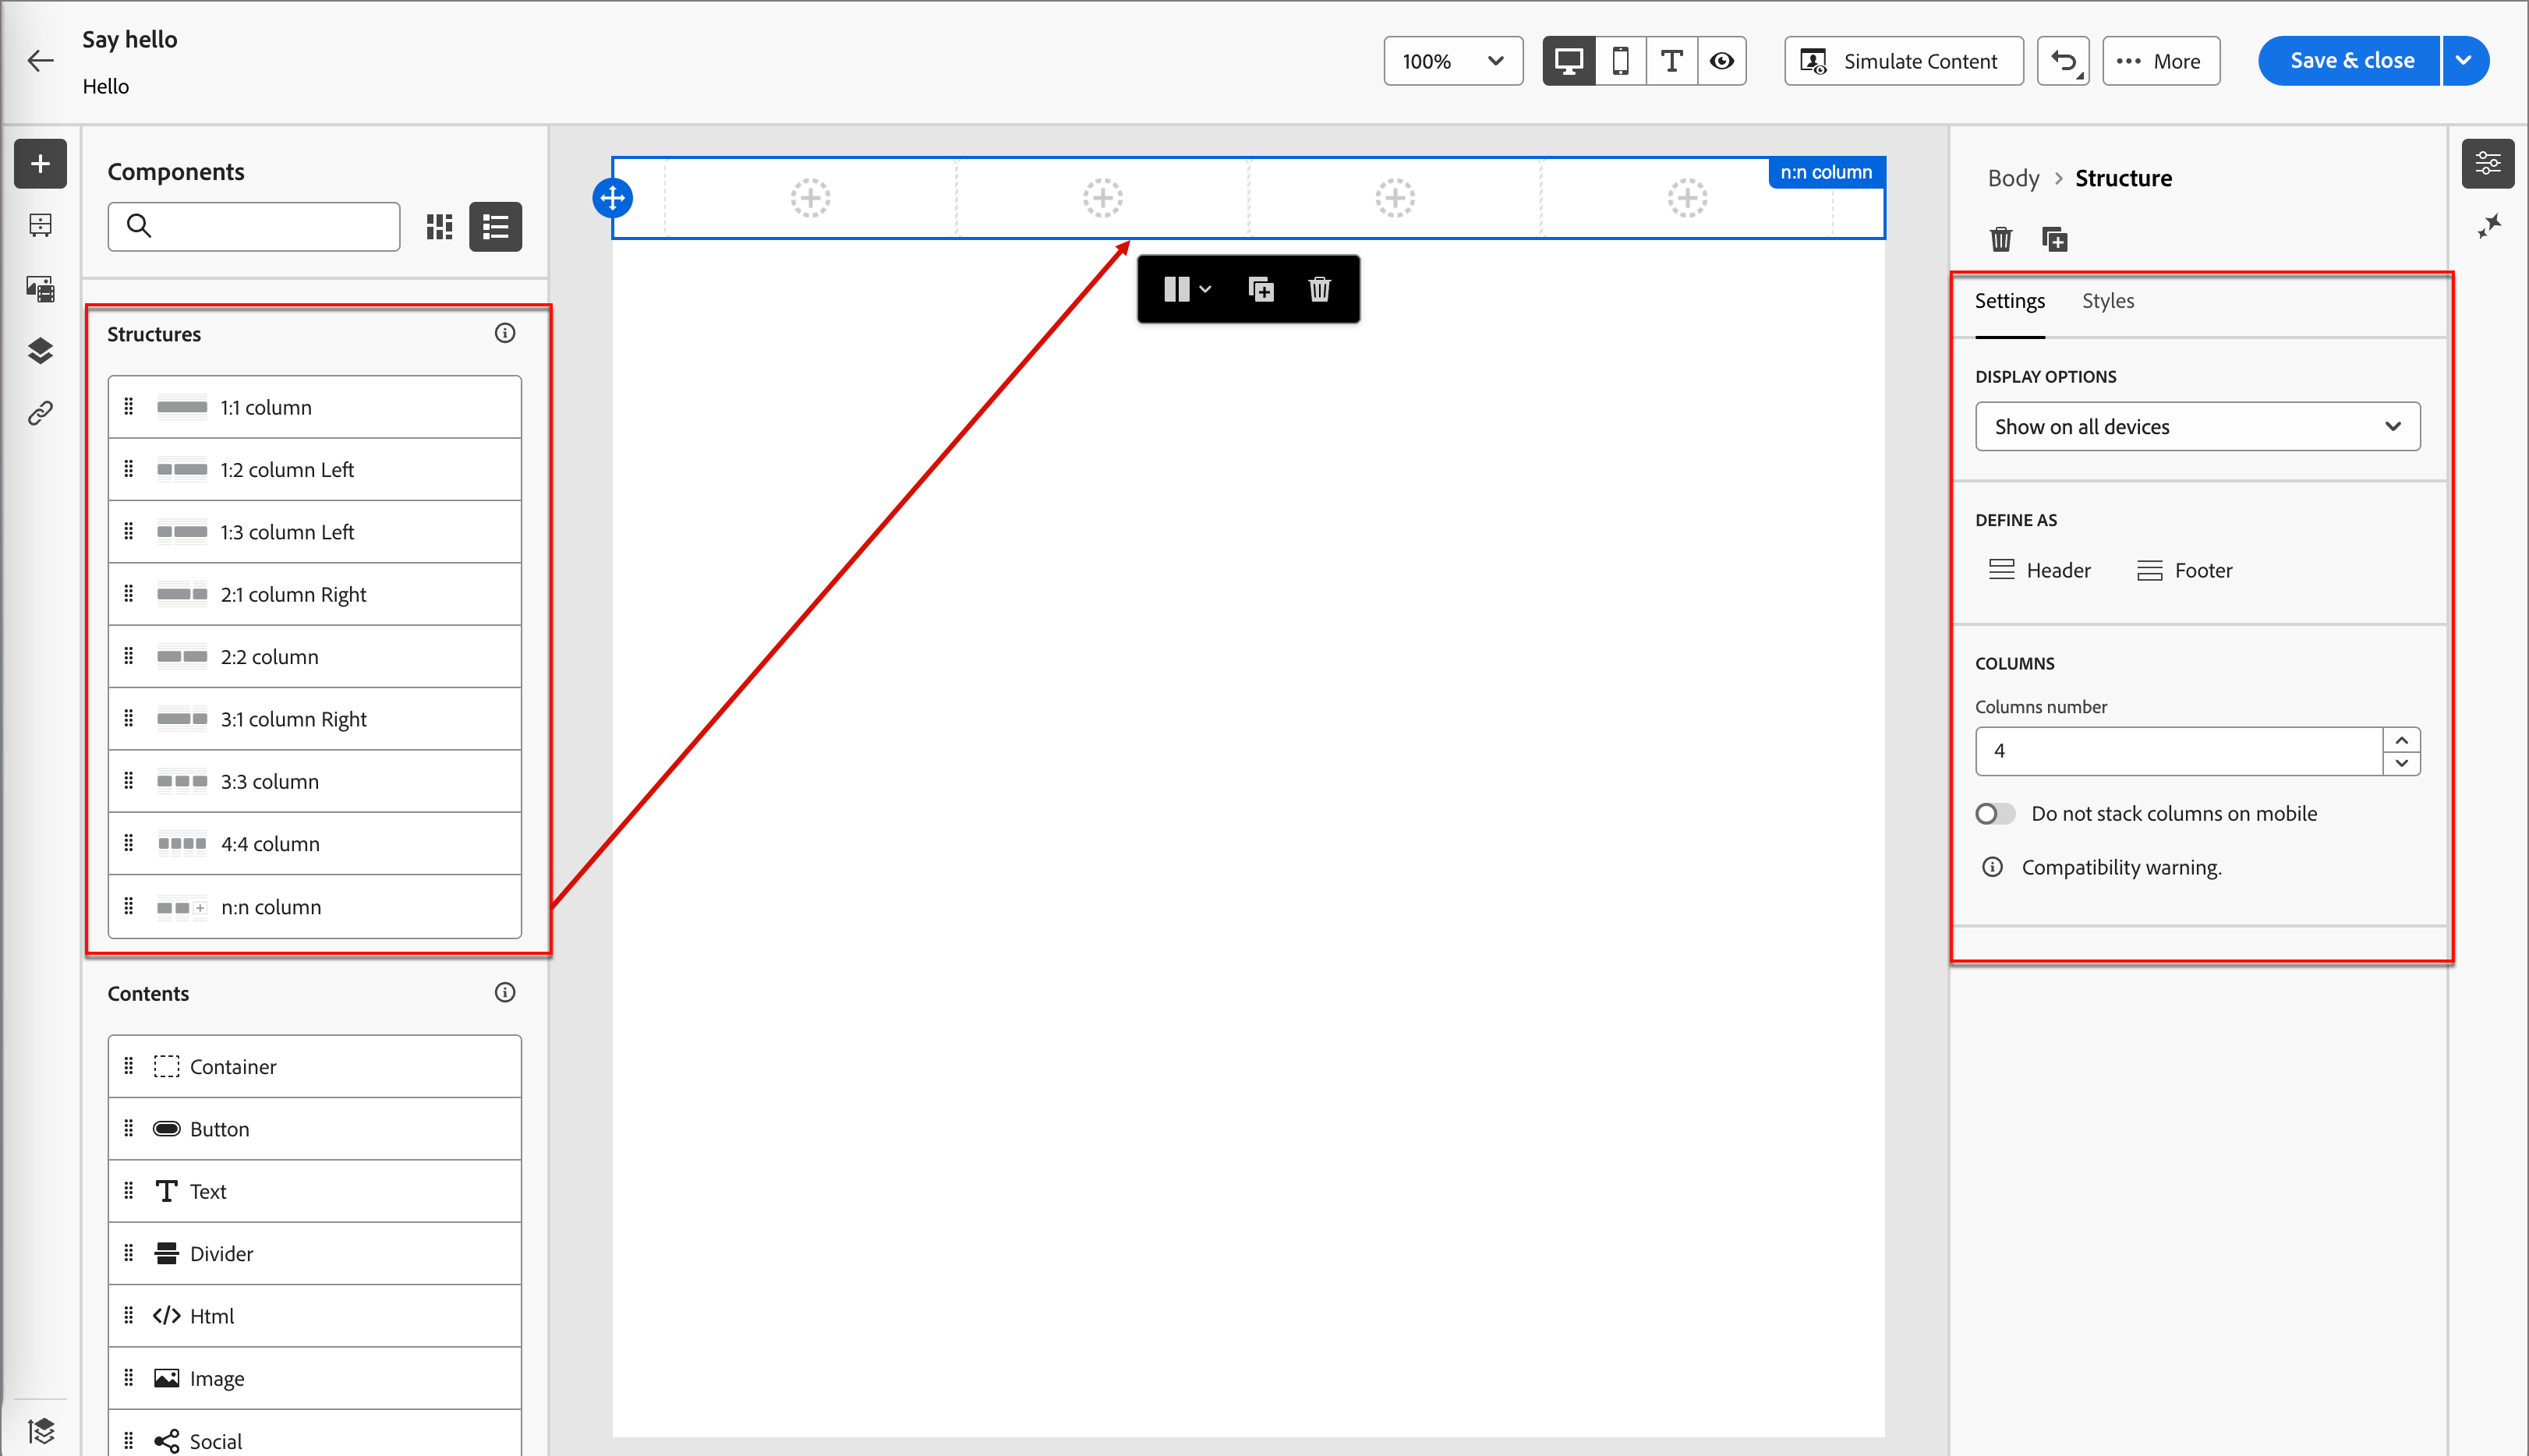 Say hello
Hello
100%
Simulate Content
More
Save & close
Components
Structures
1:1 column
1:2 column Left
1:3 column Left
2:1 column Right
2:2 column
3:1 column Right
3:3 column
4:4 column
n:n column
Contents
Container
Button
Text
Divider
Html
Image
Social
n:n column
Body > Structure
Settings Styles
DISPLAY OPTIONS
Show on all devices
DEFINE AS
Header Footer
COLUMNS
Columns number
4
Do not stack columns on mobile
Compatibility warning.